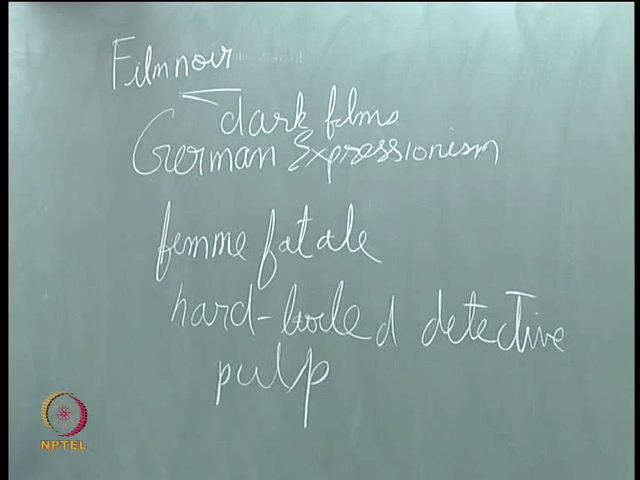 Film noir
dark films
German Expressionism
femme fatale
hard-boiled detective
pulp
NPTEL